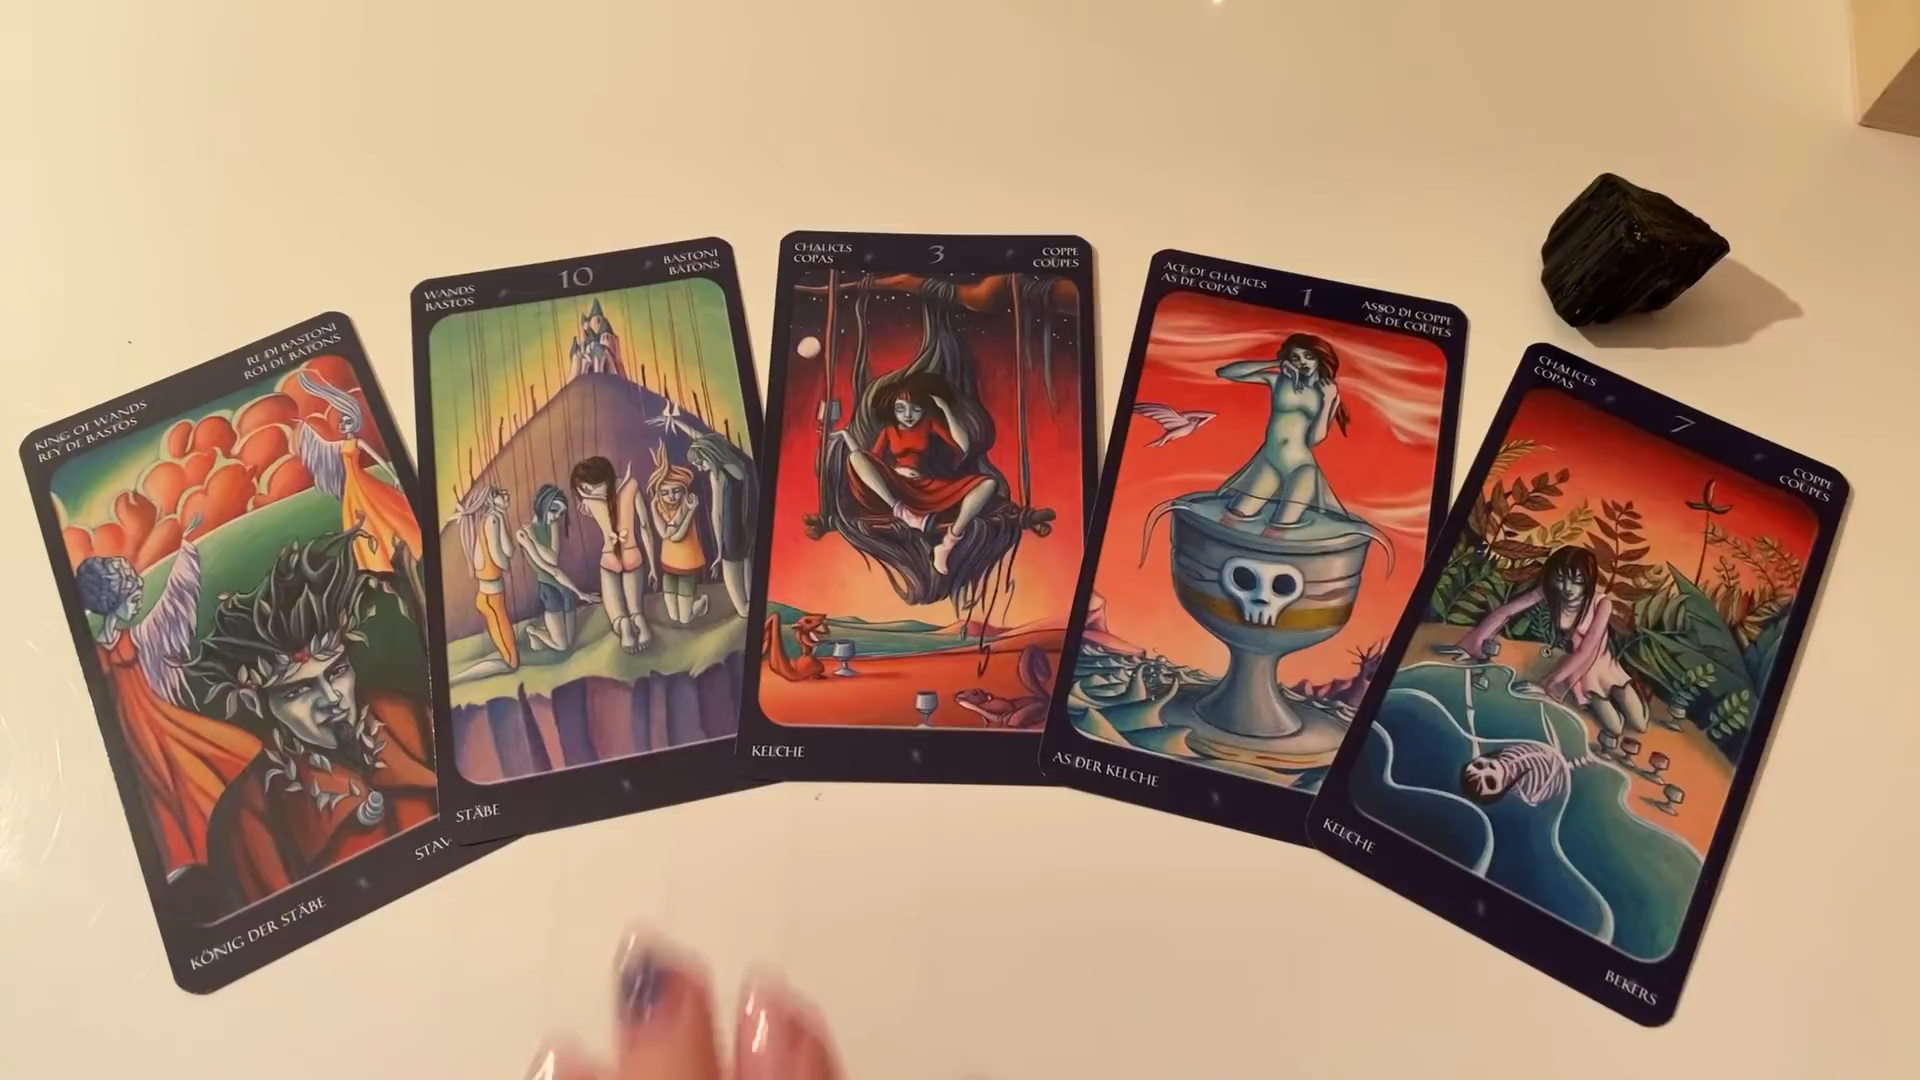 KING OF WANDS
REY DE BASTOS
RE DI BASTONI
ROI DE BÂTONS
KÖNIG DER STÄBE
WANDS
BASTOS
10
BASTONI
BÂTONS
STÄBE
CHALICES
COPAS
3
COPPE
COUPES
KELCHE
ACE OF CHALICES
AS DE COPAS
1
ASSO DI COPPE
AS DE COUPES
AS DER KELCHE
CHALICES
COPAS
7
COPPE
COUPES
KELCHE
BEKERS